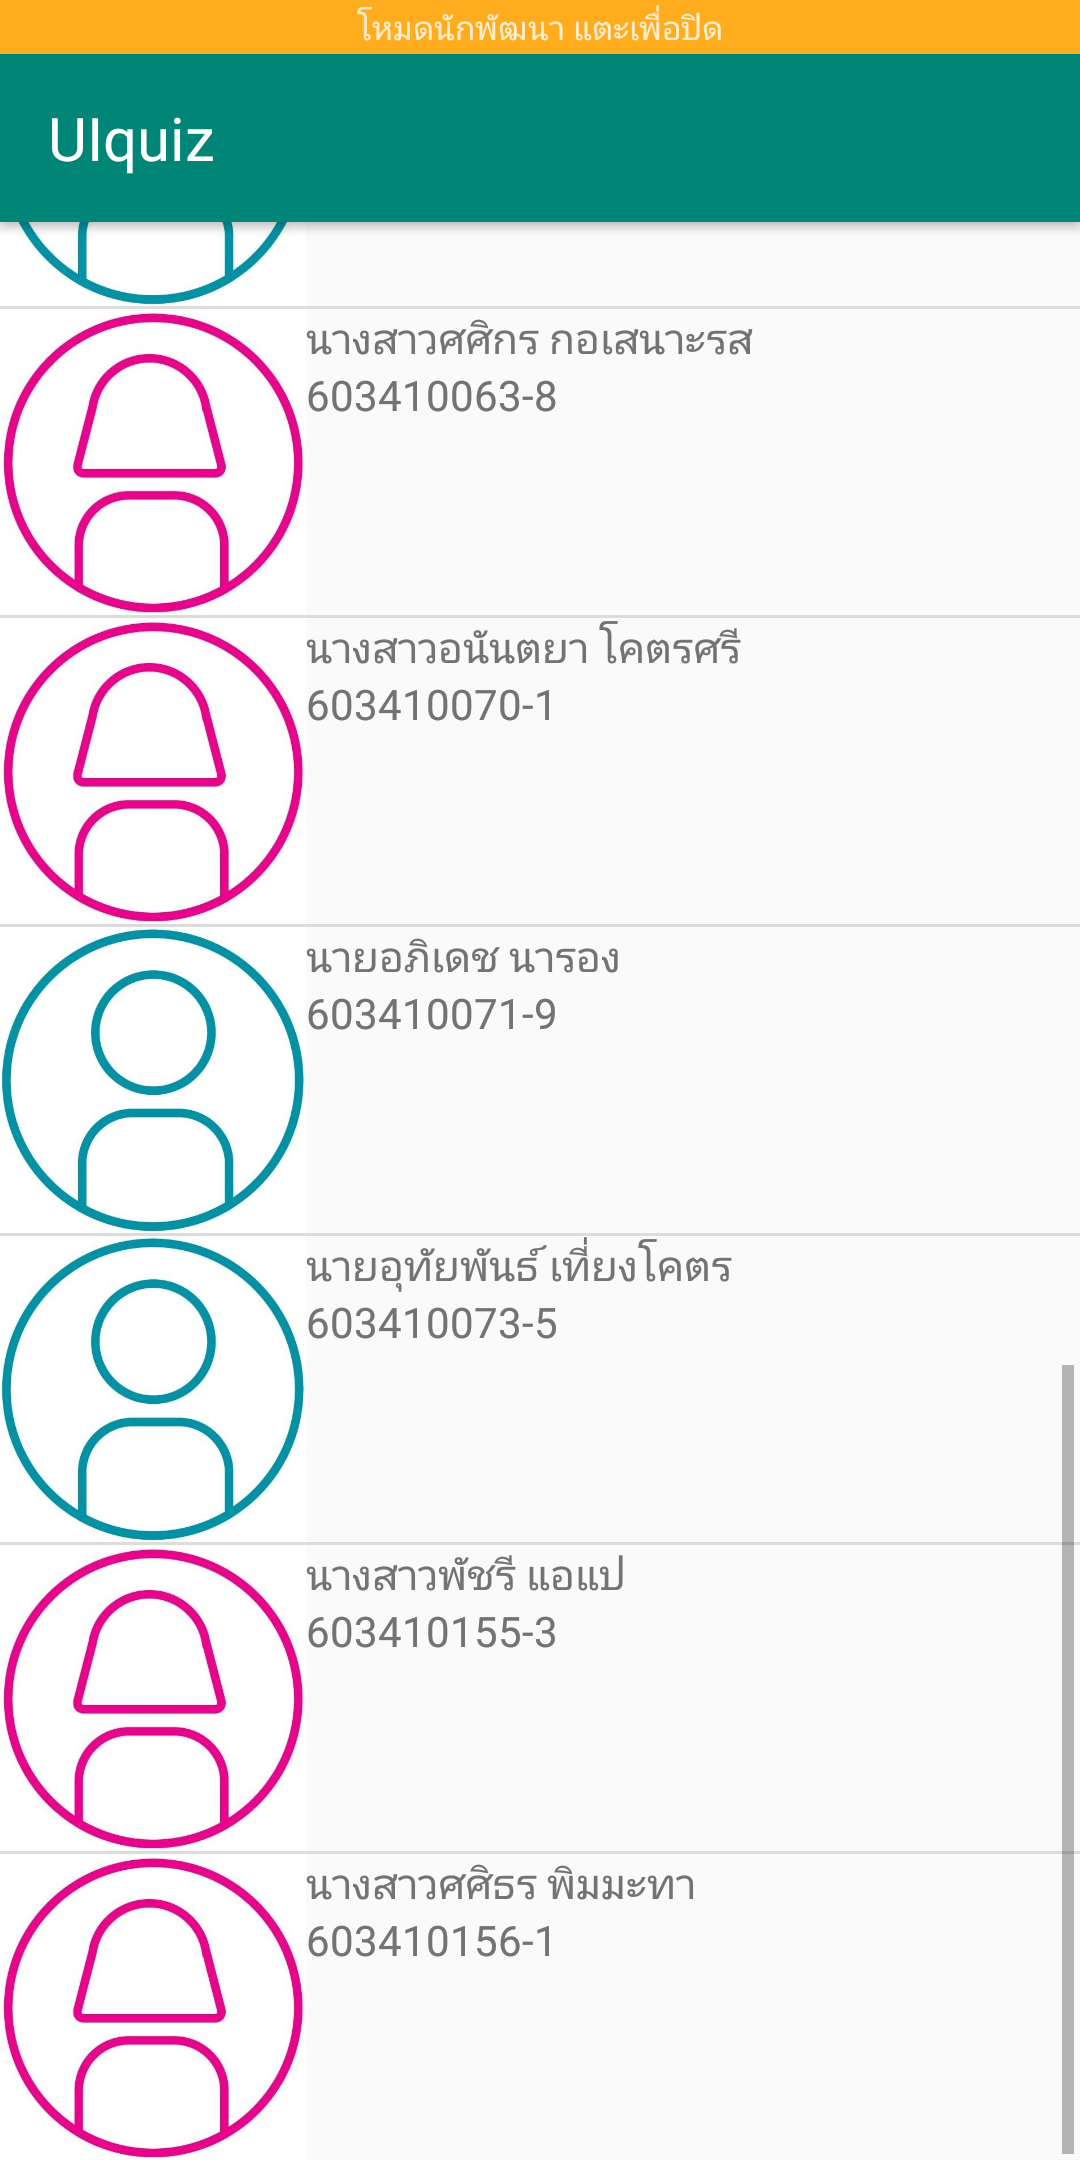 โหมดนักพัฒนา แตะเพื่อปิด
UIquiz
นางสาวศศิกร กอเสนาะรส
603410063-8
นางสาวอนันตยา โคตรศรี
603410070-1
นายอภิเดช นารอง
603410071-9
นายอุทัยพันธ์ เที่ยงโคตร
603410073-5
นางสาวพัชรี แอแป
603410155-3
นางสาวศศิธร พิมมะทา
603410156-1